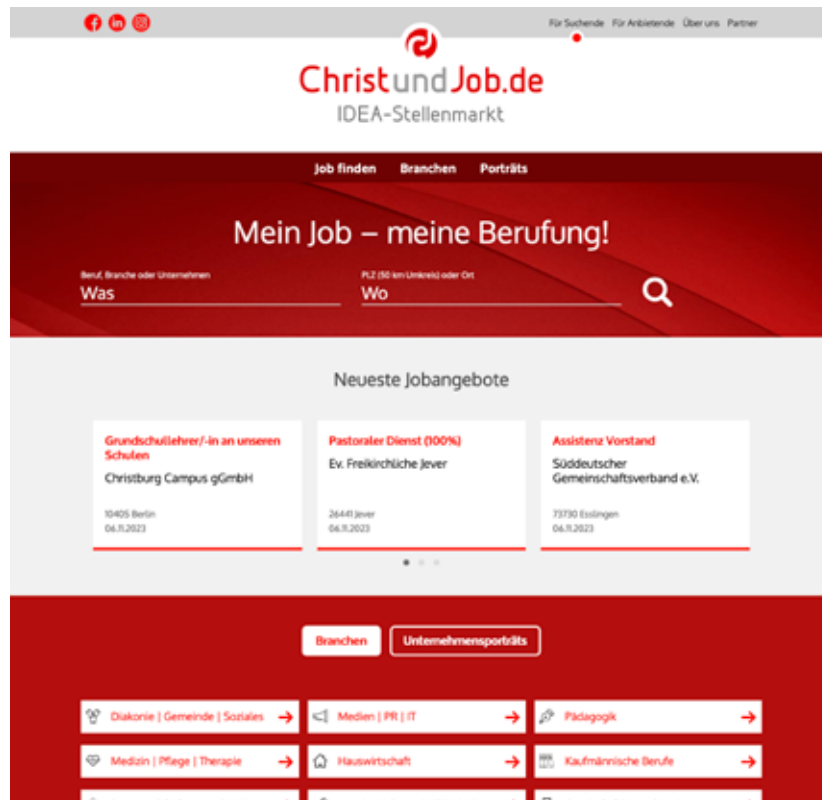 Für Suchende Für Anbietende Über uns Partner
ChristundJob.de
IDEA-Stellenmarkt
Job finden Branchen Porträts
Mein Job – meine Berufung!
Beruf, Branche oder Unternehmen PLZ (50 km Umkreis) oder Ort
Was Wo
Neueste Jobangebote
Grundschullehrer/-in an unseren
Schulen
Christburg Campus gGmbH
10405 Berlin
06.11.2023
Pastoraler Dienst (100%)
Ev. Freikirchliche Jever
26441 Jever
06.11.2023
Assistenz Vorstand
Süddeutscher
Gemeinschaftsverband e.V.
73730 Esslingen
06.11.2023
Branchen Unternehmensporträts
Diakonie | Gemeinde | Soziales Medien | PR | IT Pädagogik
Medizin | Pflege | Therapie Hauswirtschaft Kaufmännische Berufe